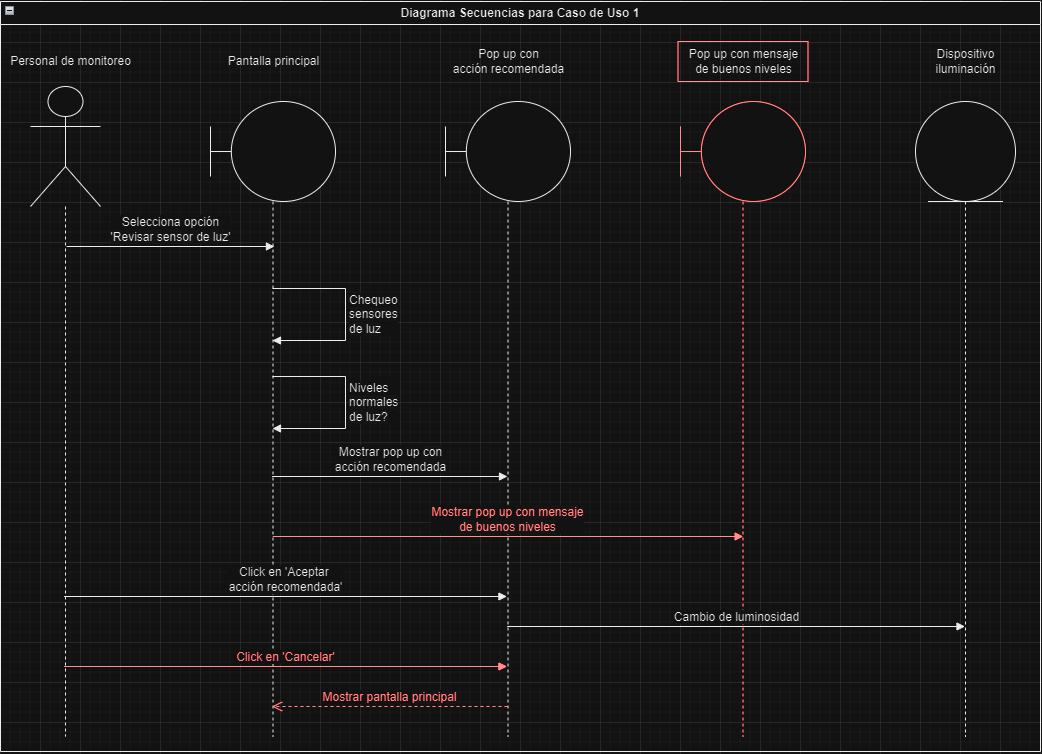 Diagrama Secuencias para Caso de Uso 1
Personal de monitoreo
Pantalla principal
Pop up con
acción recomendada
Pop up con mensaje
de buenos niveles
Dispositivo
iluminación
Selecciona opción
'Revisar sensor de luz'
Chequeo
sensores
de luz
Niveles
normales
de luz?
Mostrar pop up con
acción recomendada
Mostrar pop up con mensaje
de buenos niveles
Click en 'Aceptar
acción recomendada'
Cambio de luminosidad
Click en 'Cancelar'
Mostrar pantalla principal